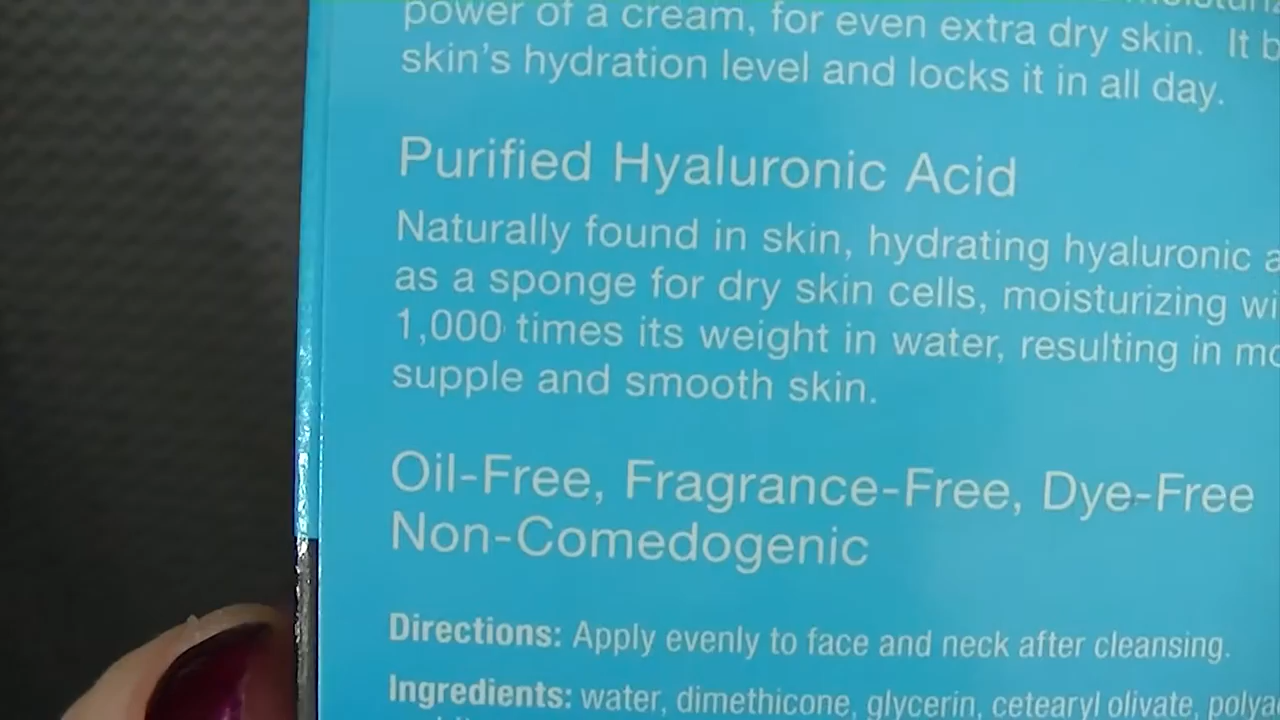 power of a cream, for even extra dry skin. It b
skin's hydration level and locks it in all day.
Purified Hyaluronic Acid
Naturally found in skin, hydrating hyaluronic a
as a sponge for dry skin cells, moisturizing wi
1,000 times its weight in water, resulting in mo
supple and smooth skin.
Oil-Free, Fragrance-Free, Dye-Free
Non-Comedogenic
Directions: Apply evenly to face and neck after cleansing.
Ingredients: water, dimethicone, glycerin, cetearyl olivate, polya